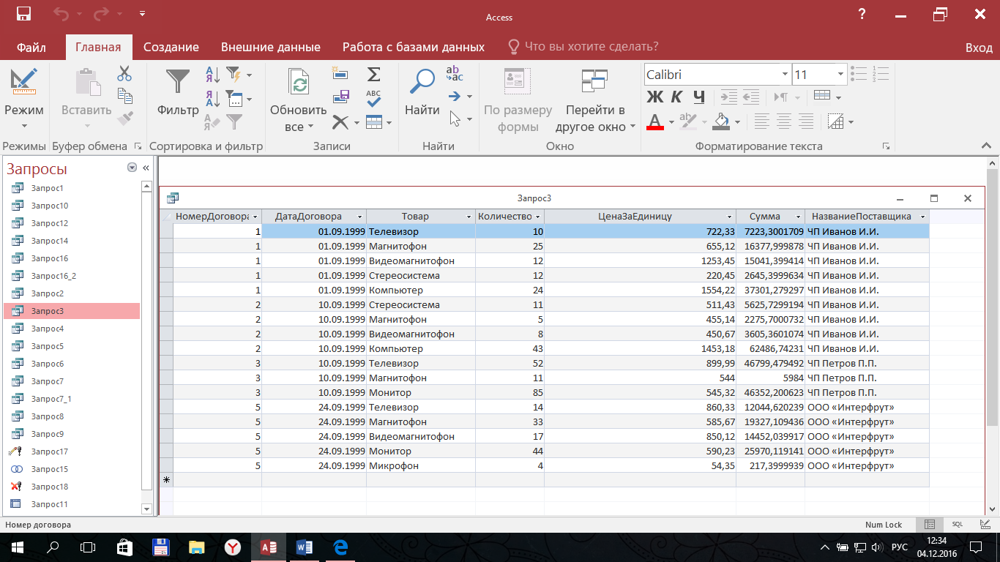 Access
?
Файл Главная Создание Внешние данные Работа с базами данных Что вы хотите сделать? Вход
Режим Вставить Фильтр Обновить все Найти По размеру формы Перейти в другое окно
Calibri 11
Ж К Ч
Режимы Буфер обмена Сортировка и фильтр Записи Найти Окно Форматирование текста
Запросы
Запрос1
Запрос10
Запрос12
Запрос14
Запрос16
Запрос16_2
Запрос2
Запрос3
Запрос4
Запрос5
Запрос6
Запрос7
Запрос7_1
Запрос8
Запрос9
Запрос17
Запрос15
Запрос18
Запрос11
Запрос3
НомерДоговора ДатаДоговора Товар Количество ЦенаЗаЕдиницу Сумма НазваниеПоставщика
1 01.09.1999 Телевизор 10 722,33 7223,3001709 ЧП Иванов И.И.
1 01.09.1999 Магнитофон 25 655,12 16377,999878 ЧП Иванов И.И.
1 01.09.1999 Видеомагнитофон 12 1253,45 15041,399414 ЧП Иванов И.И.
1 01.09.1999 Стереосистема 12 220,45 2645,3999634 ЧП Иванов И.И.
1 01.09.1999 Компьютер 24 1554,22 37301,279297 ЧП Иванов И.И.
2 10.09.1999 Стереосистема 11 511,43 5625,7299194 ЧП Иванов И.И.
2 10.09.1999 Магнитофон 5 455,14 2275,7000732 ЧП Иванов И.И.
2 10.09.1999 Видеомагнитофон 8 450,67 3605,3601074 ЧП Иванов И.И.
2 10.09.1999 Компьютер 43 1453,18 62486,74231 ЧП Иванов И.И.
3 10.09.1999 Телевизор 52 899,99 46799,479492 ЧП Петров П.П.
3 10.09.1999 Магнитофон 11 544 5984 ЧП Петров П.П.
3 10.09.1999 Монитор 85 545,32 46352,200623 ЧП Петров П.П.
5 24.09.1999 Телевизор 14 860,33 12044,620239 ООО «Интерфрут»
5 24.09.1999 Магнитофон 33 585,67 19327,109436 ООО «Интерфрут»
5 24.09.1999 Видеомагнитофон 17 850,12 14452,039917 ООО «Интерфрут»
5 24.09.1999 Монитор 44 590,23 25970,119141 ООО «Интерфрут»
5 24.09.1999 Микрофон 4 54,35 217,3999939 ООО «Интерфрут»
Номер договора Num Lock SQL
РУС 12:34
04.12.2016